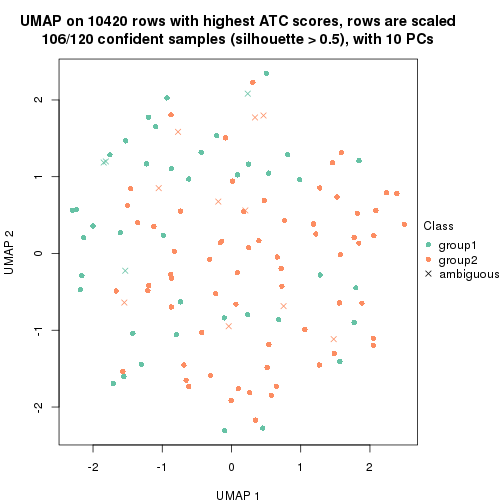 UMAP on 10420 rows with highest ATC scores, rows are scaled
106/120 confident samples (silhouette > 0.5), with 10 PCs
2
1
0
-1
-2
UMAP 2
-2
-1
0
1
2
UMAP 1
Class
group1
group2
ambiguous